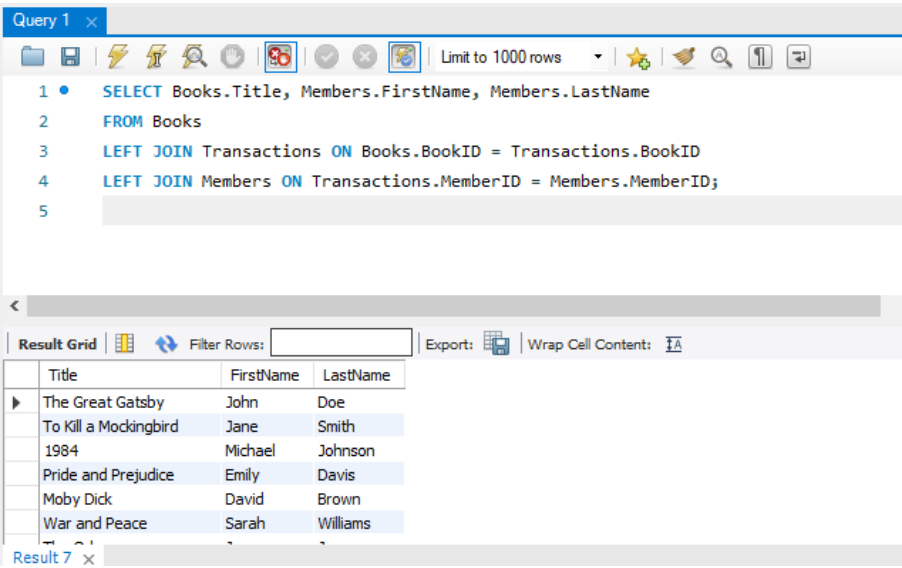 Query 1
Limit to 1000 rows
1 SELECT Books.Title, Members.FirstName, Members.LastName
2 FROM Books
3 LEFT JOIN Transactions ON Books.BookID = Transactions.BookID
4 LEFT JOIN Members ON Transactions.MemberID = Members.MemberID;
5
Result Grid Filter Rows: Export: Wrap Cell Content: IA
Title FirstName LastName
The Great Gatsby John Doe
To Kill a Mockingbird Jane Smith
1984 Michael Johnson
Pride and Prejudice Emily Davis
Moby Dick David Brown
War and Peace Sarah Williams
Result 7